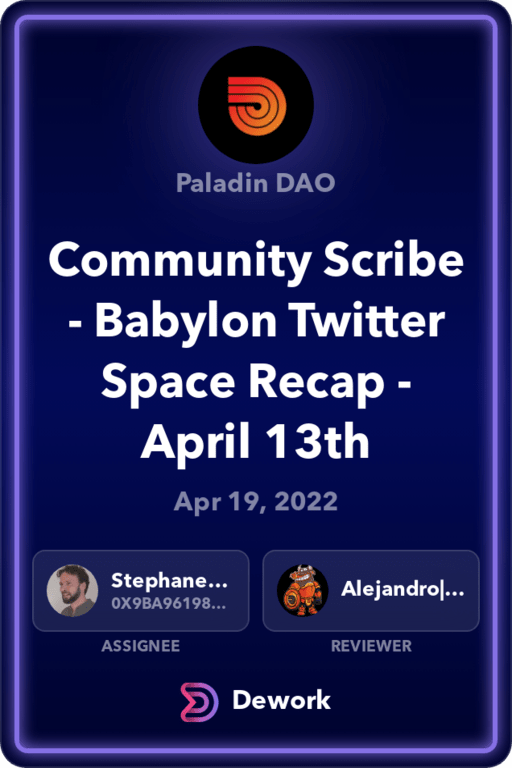 Paladin DAO
Community Scribe
- Babylon Twitter
Space Recap -
April 13th
Apr 19, 2022
Stephane...
0X9BA96198...
ASSIGNEE
Alejandro|...
REVIEWER
Dework